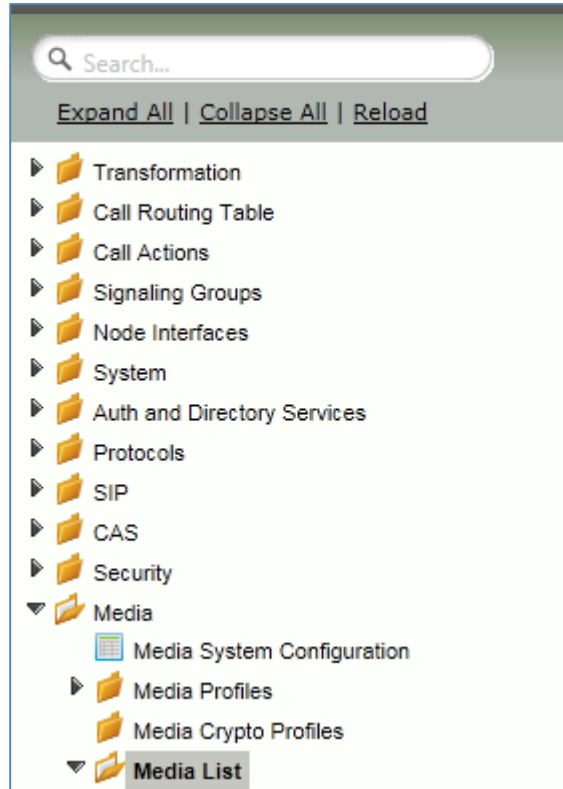 Search...
Expand All | Collapse All | Reload
Transformation
Call Routing Table
Call Actions
Signaling Groups
Node Interfaces
System
Auth and Directory Services
Protocols
SIP
CAS
Security
Media
Media System Configuration
Media Profiles
Media Crypto Profiles
Media List